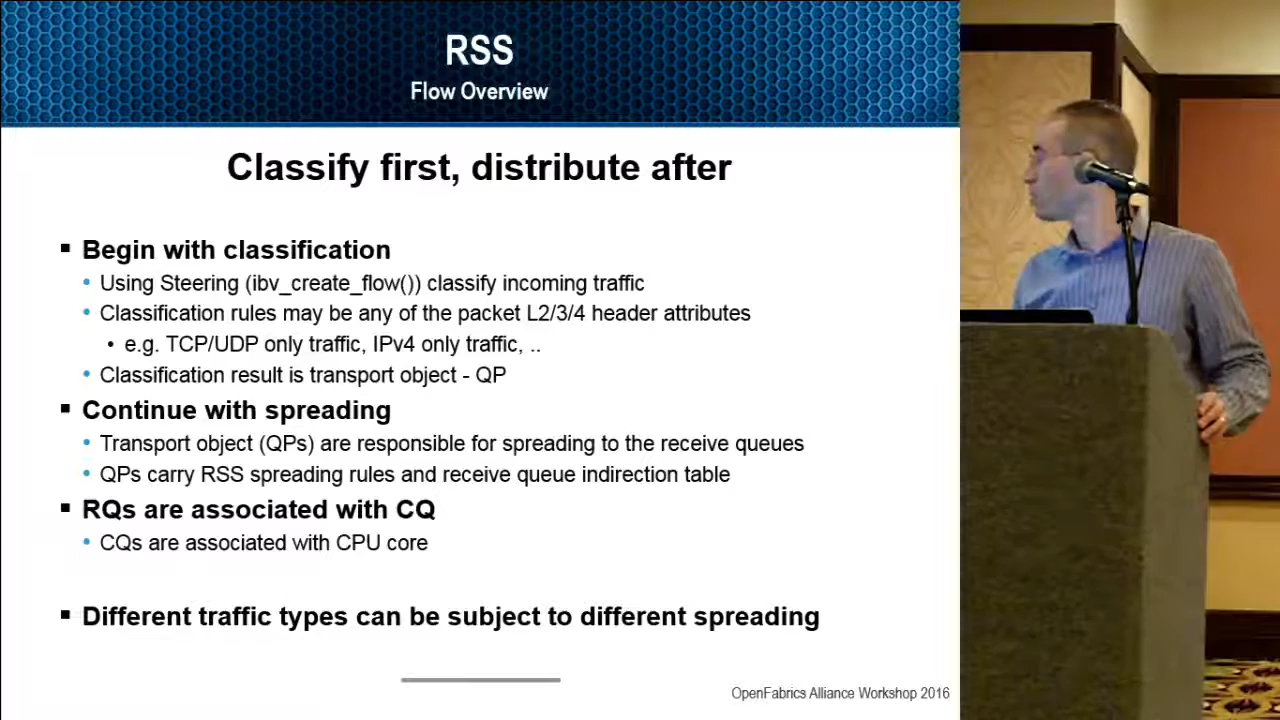 RSS
Flow Overview
Classify first, distribute after
▪ Begin with classification
• Using Steering (ibv_create_flow()) classify incoming traffic
• Classification rules may be any of the packet L2/3/4 header attributes
• e.g. TCP/UDP only traffic, IPv4 only traffic, ..
• Classification result is transport object - QP
▪ Continue with spreading
• Transport object (QPs) are responsible for spreading to the receive queues
• QPs carry RSS spreading rules and receive queue indirection table
▪ RQs are associated with CQ
• CQs are associated with CPU core
▪ Different traffic types can be subject to different spreading
OpenFabrics Alliance Workshop 2016